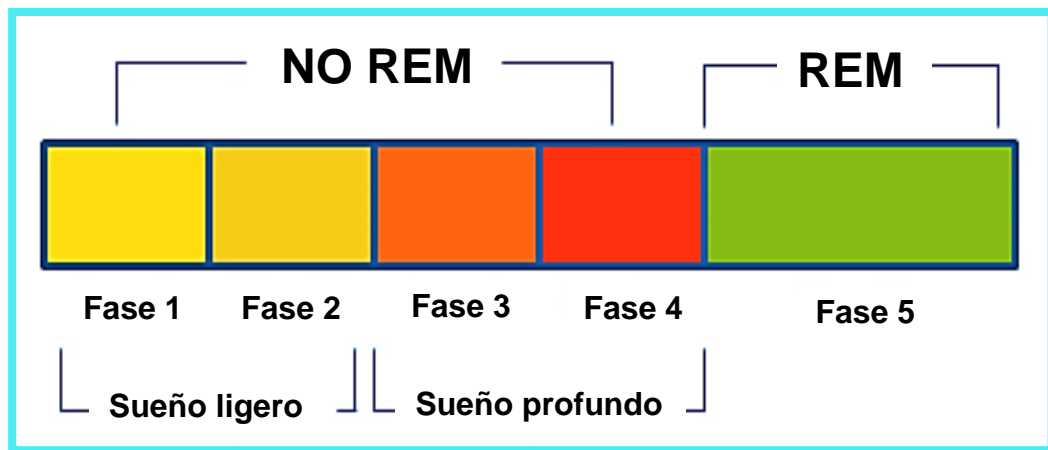 NO REM REM
Fase 1 Fase 2 Fase 3 Fase 4 Fase 5
Sueño ligero Sueño profundo